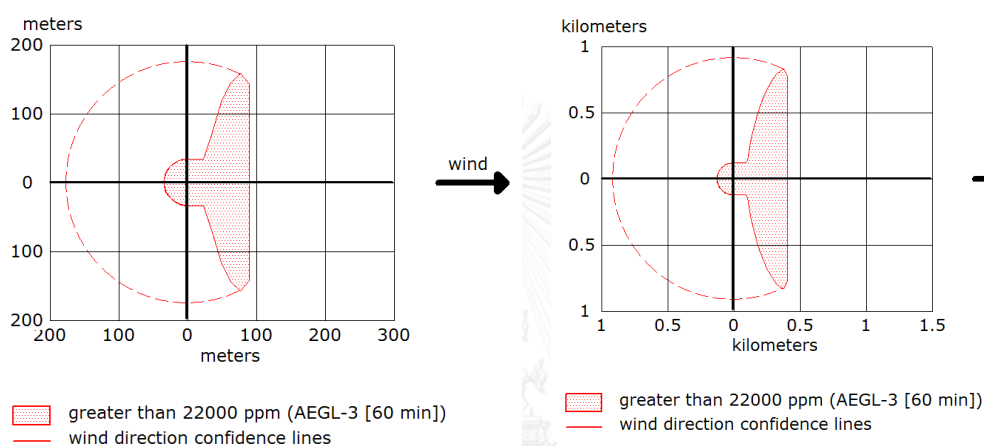 meters
200
100
0
100
200
200 100 0 100 200 300
meters
greater than 22000 ppm (AEGL-3 [60 min])
wind direction confidence lines
wind
kilometers
1
0.5
0
0.5
1
1 0.5 0 0.5 1 1.5
kilometers
greater than 22000 ppm (AEGL-3 [60 min])
wind direction confidence lines